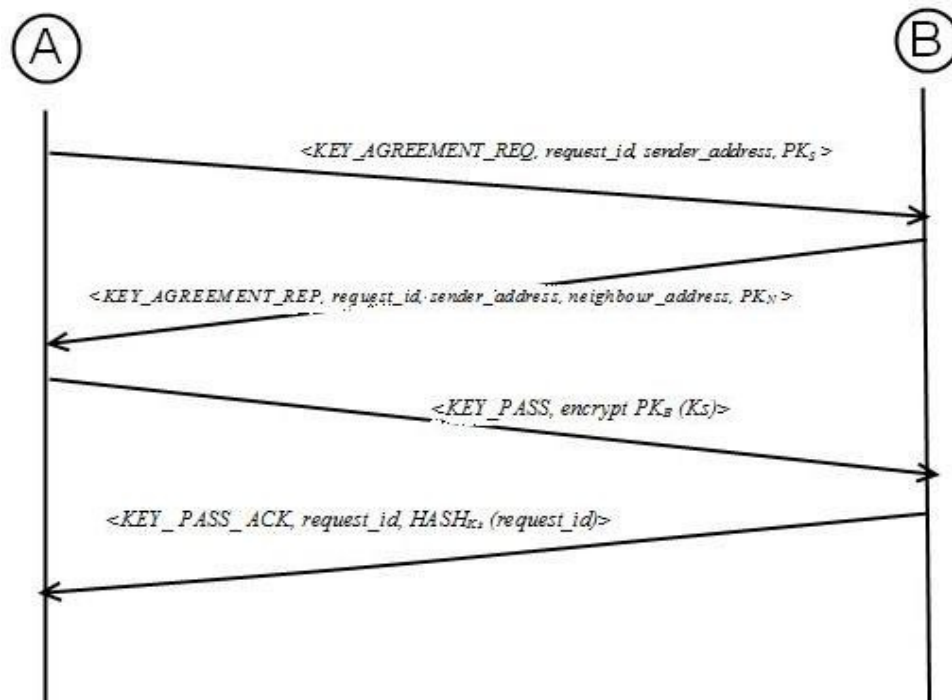 A
B
<KEY_AGREEMENT_REQ, request_id, sender_address, PKs >
<KEY_AGREEMENT_REP, request_id, sender_address, neighbour_address, PKN >
<KEY_PASS, encrypt PKB (Ks)>
<KEY_PASS_ACK, request_id, HASHKs (request_id)>